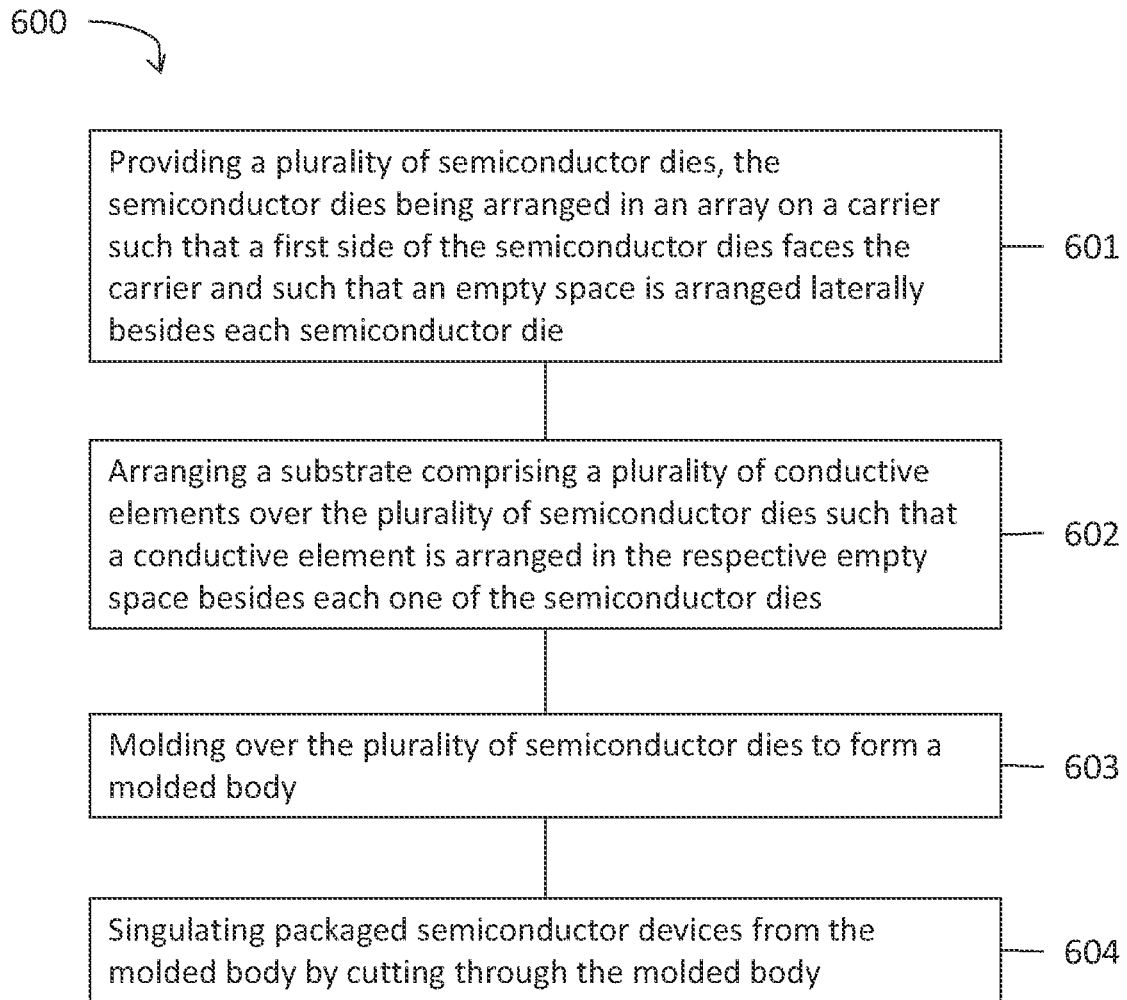 600
Providing a plurality of semiconductor dies, the
semiconductor dies being arranged in an array on a carrier
such that a first side of the semiconductor dies faces the
carrier and such that an empty space is arranged laterally
besides each semiconductor die
601
Arranging a substrate comprising a plurality of conductive
elements over the plurality of semiconductor dies such that
a conductive element is arranged in the respective empty
space besides each one of the semiconductor dies
602
Molding over the plurality of semiconductor dies to form a
molded body
603
Singulating packaged semiconductor devices from the
molded body by cutting through the molded body
604